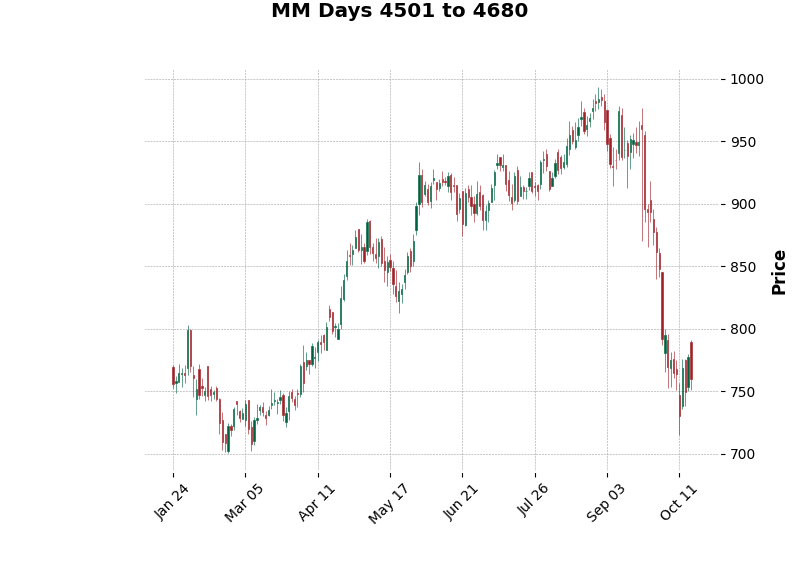 MM Days 4501 to 4680
1000
950
900
850
800
750
700
Price
Jan 24
Mar 05
Apr 11
May 17
Jun 21
Jul 26
Sep 03
Oct 11